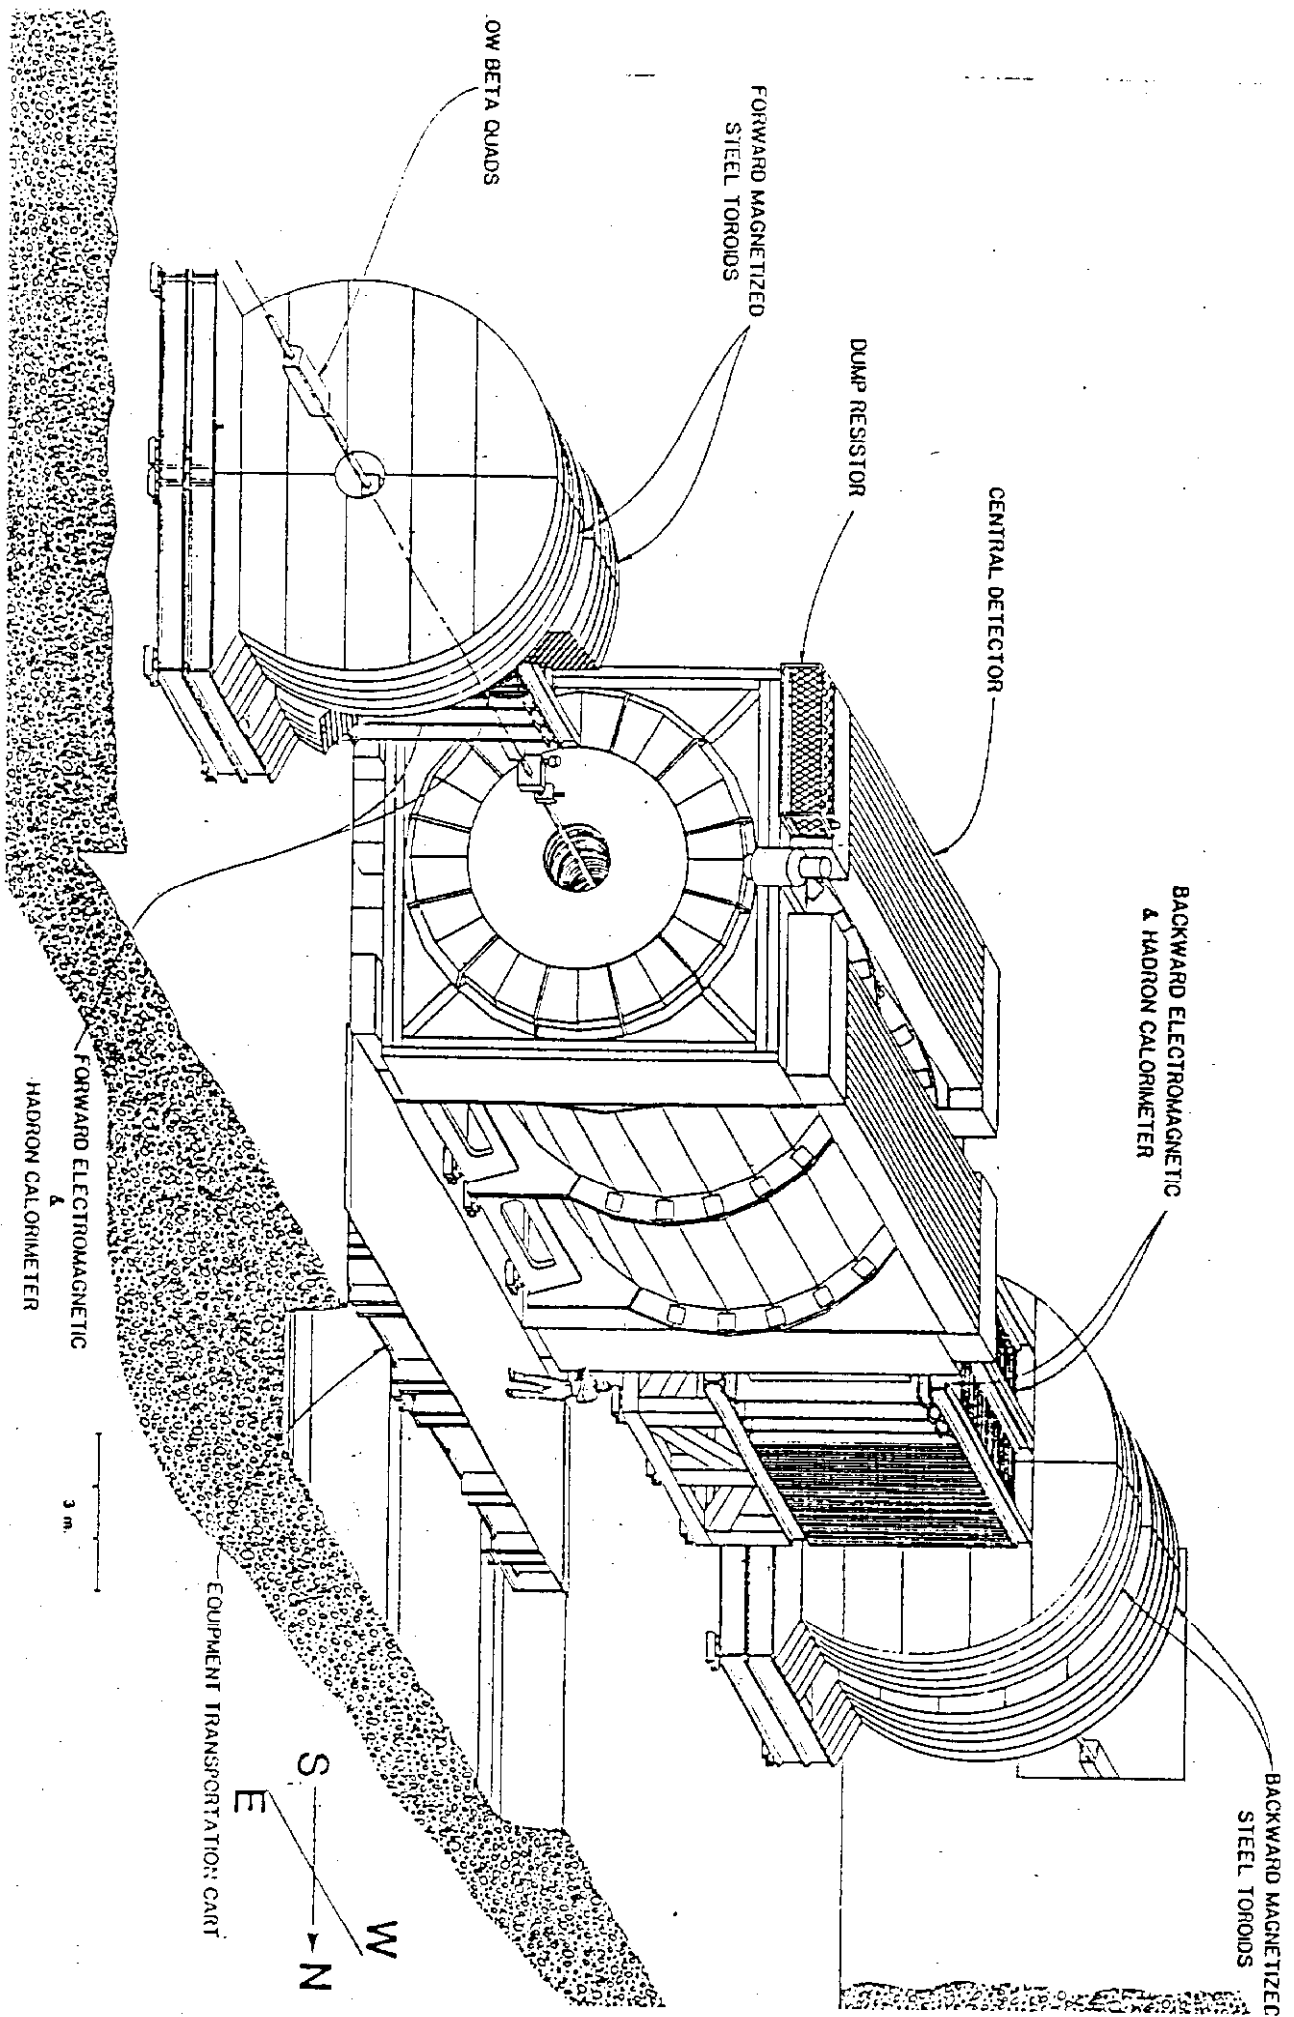 BACKWARD MAGNETIZED
STEEL TOROIDS
BACKWARD ELECTROMAGNETIC
& HADRON CALORIMETER
CENTRAL DETECTOR
DUMP RESISTOR
FORWARD MAGNETIZED
STEEL TOROIDS
OW BETA QUADS
FORWARD ELECTROMAGNETIC
&
HADRON CALORIMETER
3 m.
EQUIPMENT TRANSPORTATION CART
S
N
E
W